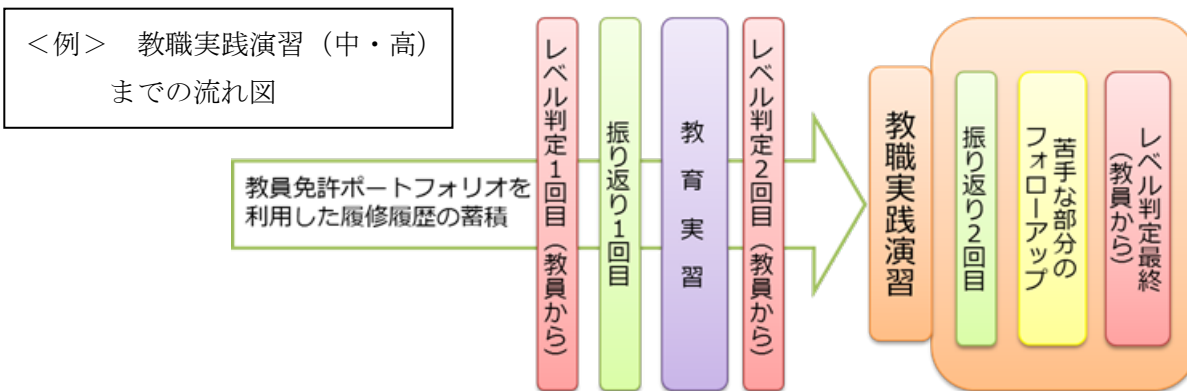 ＜例＞　教職実践演習（中・高）
までの流れ図
教員免許ポートフォリオを
利用した履修履歴の蓄積
レベル判定１回目（教員から）
振り返り１回目
教育実習
レベル判定２回目（教員から）
教職実践演習
振り返り２回目
苦手な部分の
フォローアップ
レベル判定最終
（教員から）